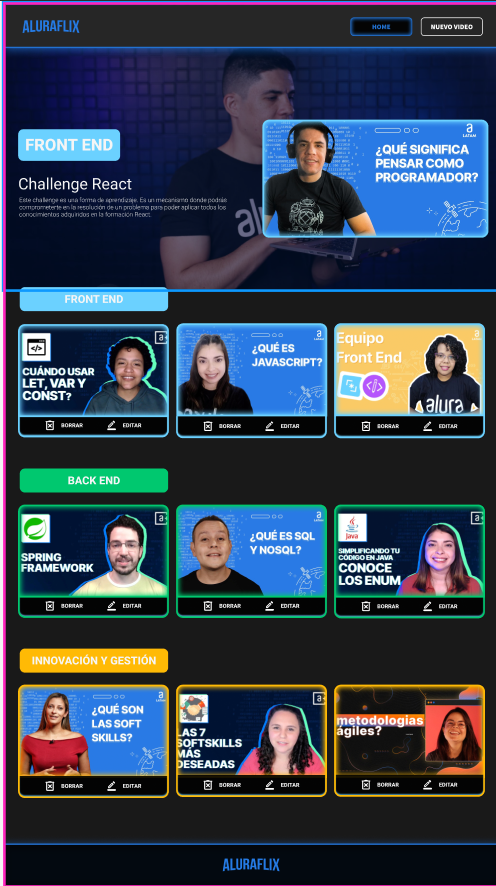 ALURAFLIX
HOME
NUEVO VIDEO
FRONT END
Challenge React
Este challenge es una forma de aprendizaje. Es un mecanismo donde podrás
comprometerte en la resolución de un problema para poder aplicar todos los
conocimientos adquiridos en la formación React.
a
LATAM
¿QUÉ SIGNIFICA
PENSAR COMO
PROGRAMADOR?
FRONT END
</>
a
CUÁNDO USAR
LET, VAR Y
CONST?
BORRAR
EDITAR
a
LATAM
¿QUÉ ES
JAVASCRIPT?
BORRAR
EDITAR
Equipo
Front End
a
alura
BORRAR
EDITAR
BACK END
a
SPRING
FRAMEWORK
BORRAR
EDITAR
a
LATAM
¿QUÉ ES SQL
Y NOSQL?
BORRAR
EDITAR
Java
a
SIMPLIFICANDO TU
CÓDIGO EN JAVA
CONOCE
LOS ENUM
BORRAR
EDITAR
INNOVACIÓN Y GESTIÓN
a
LATAM
¿QUÉ SON
LAS SOFT
SKILLS?
BORRAR
EDITAR
a
LAS 7
SOFTSKILLS
MÁS
DESEADAS
BORRAR
EDITAR
metodologías
ágiles?
BORRAR
EDITAR
ALURAFLIX